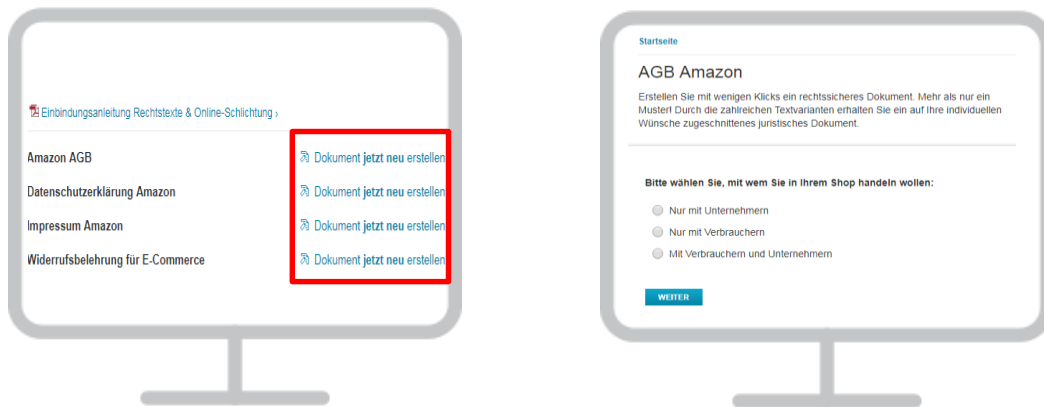 Einbindungsanleitung Rechtstexte & Online-Schlichtung ›
Amazon AGB Dokument jetzt neu erstellen
Datenschutzerklärung Amazon Dokument jetzt neu erstellen
Impressum Amazon Dokument jetzt neu erstellen
Widerrufsbelehrung für E-Commerce Dokument jetzt neu erstellen
Startseite
AGB Amazon
Erstellen Sie mit wenigen Klicks ein rechtssicheres Dokument. Mehr als nur ein
Muster! Durch die zahlreichen Textvarianten erhalten Sie ein auf Ihre individuellen
Wünsche zugeschnittenes juristisches Dokument.
Bitte wählen Sie, mit wem Sie in Ihrem Shop handeln wollen:
Nur mit Unternehmern
Nur mit Verbrauchern
Mit Verbrauchern und Unternehmern
WEITER